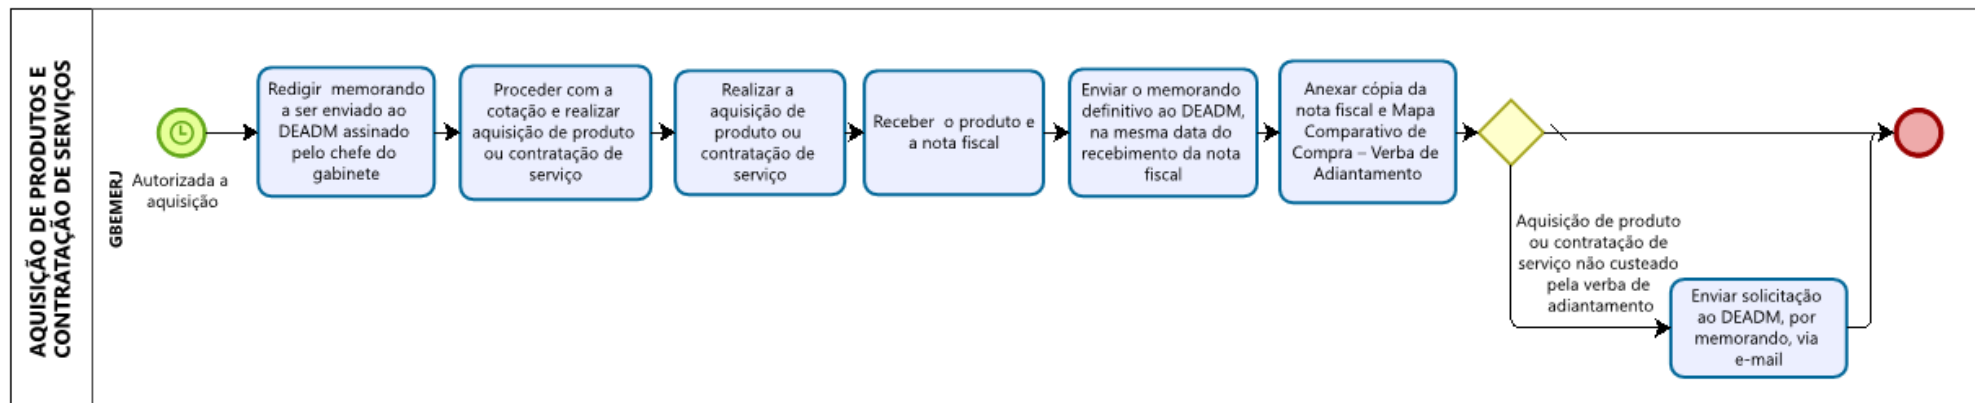 AQUISIÇÃO DE PRODUTOS E
CONTRATAÇÃO DE SERVIÇOS
GBEMERJ
Autorizada a
aquisição
Redigir memorando
a ser enviado ao
DEADM assinado
pelo chefe do
gabinete
Proceder com a
cotação e realizar
aquisição de produto
ou contratação de
serviço
Realizar a
aquisição de
produto ou
contratação de
serviço
Receber o produto e
a nota fiscal
Enviar o memorando
definitivo ao DEADM,
na mesma data do
recebimento da nota
fiscal
Anexar cópia da
nota fiscal e Mapa
Comparativo de
Compra – Verba de
Adiantamento
Aquisição de produto
ou contratação de
serviço não custeado
pela verba de
adiantamento
Enviar solicitação
ao DEADM, por
memorando, via
e-mail